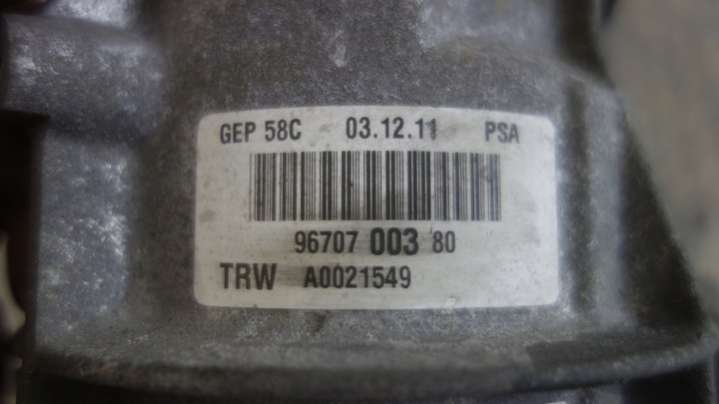 GEP 58C 03.12.11 PSA
96707 003 80
TRW A0021549